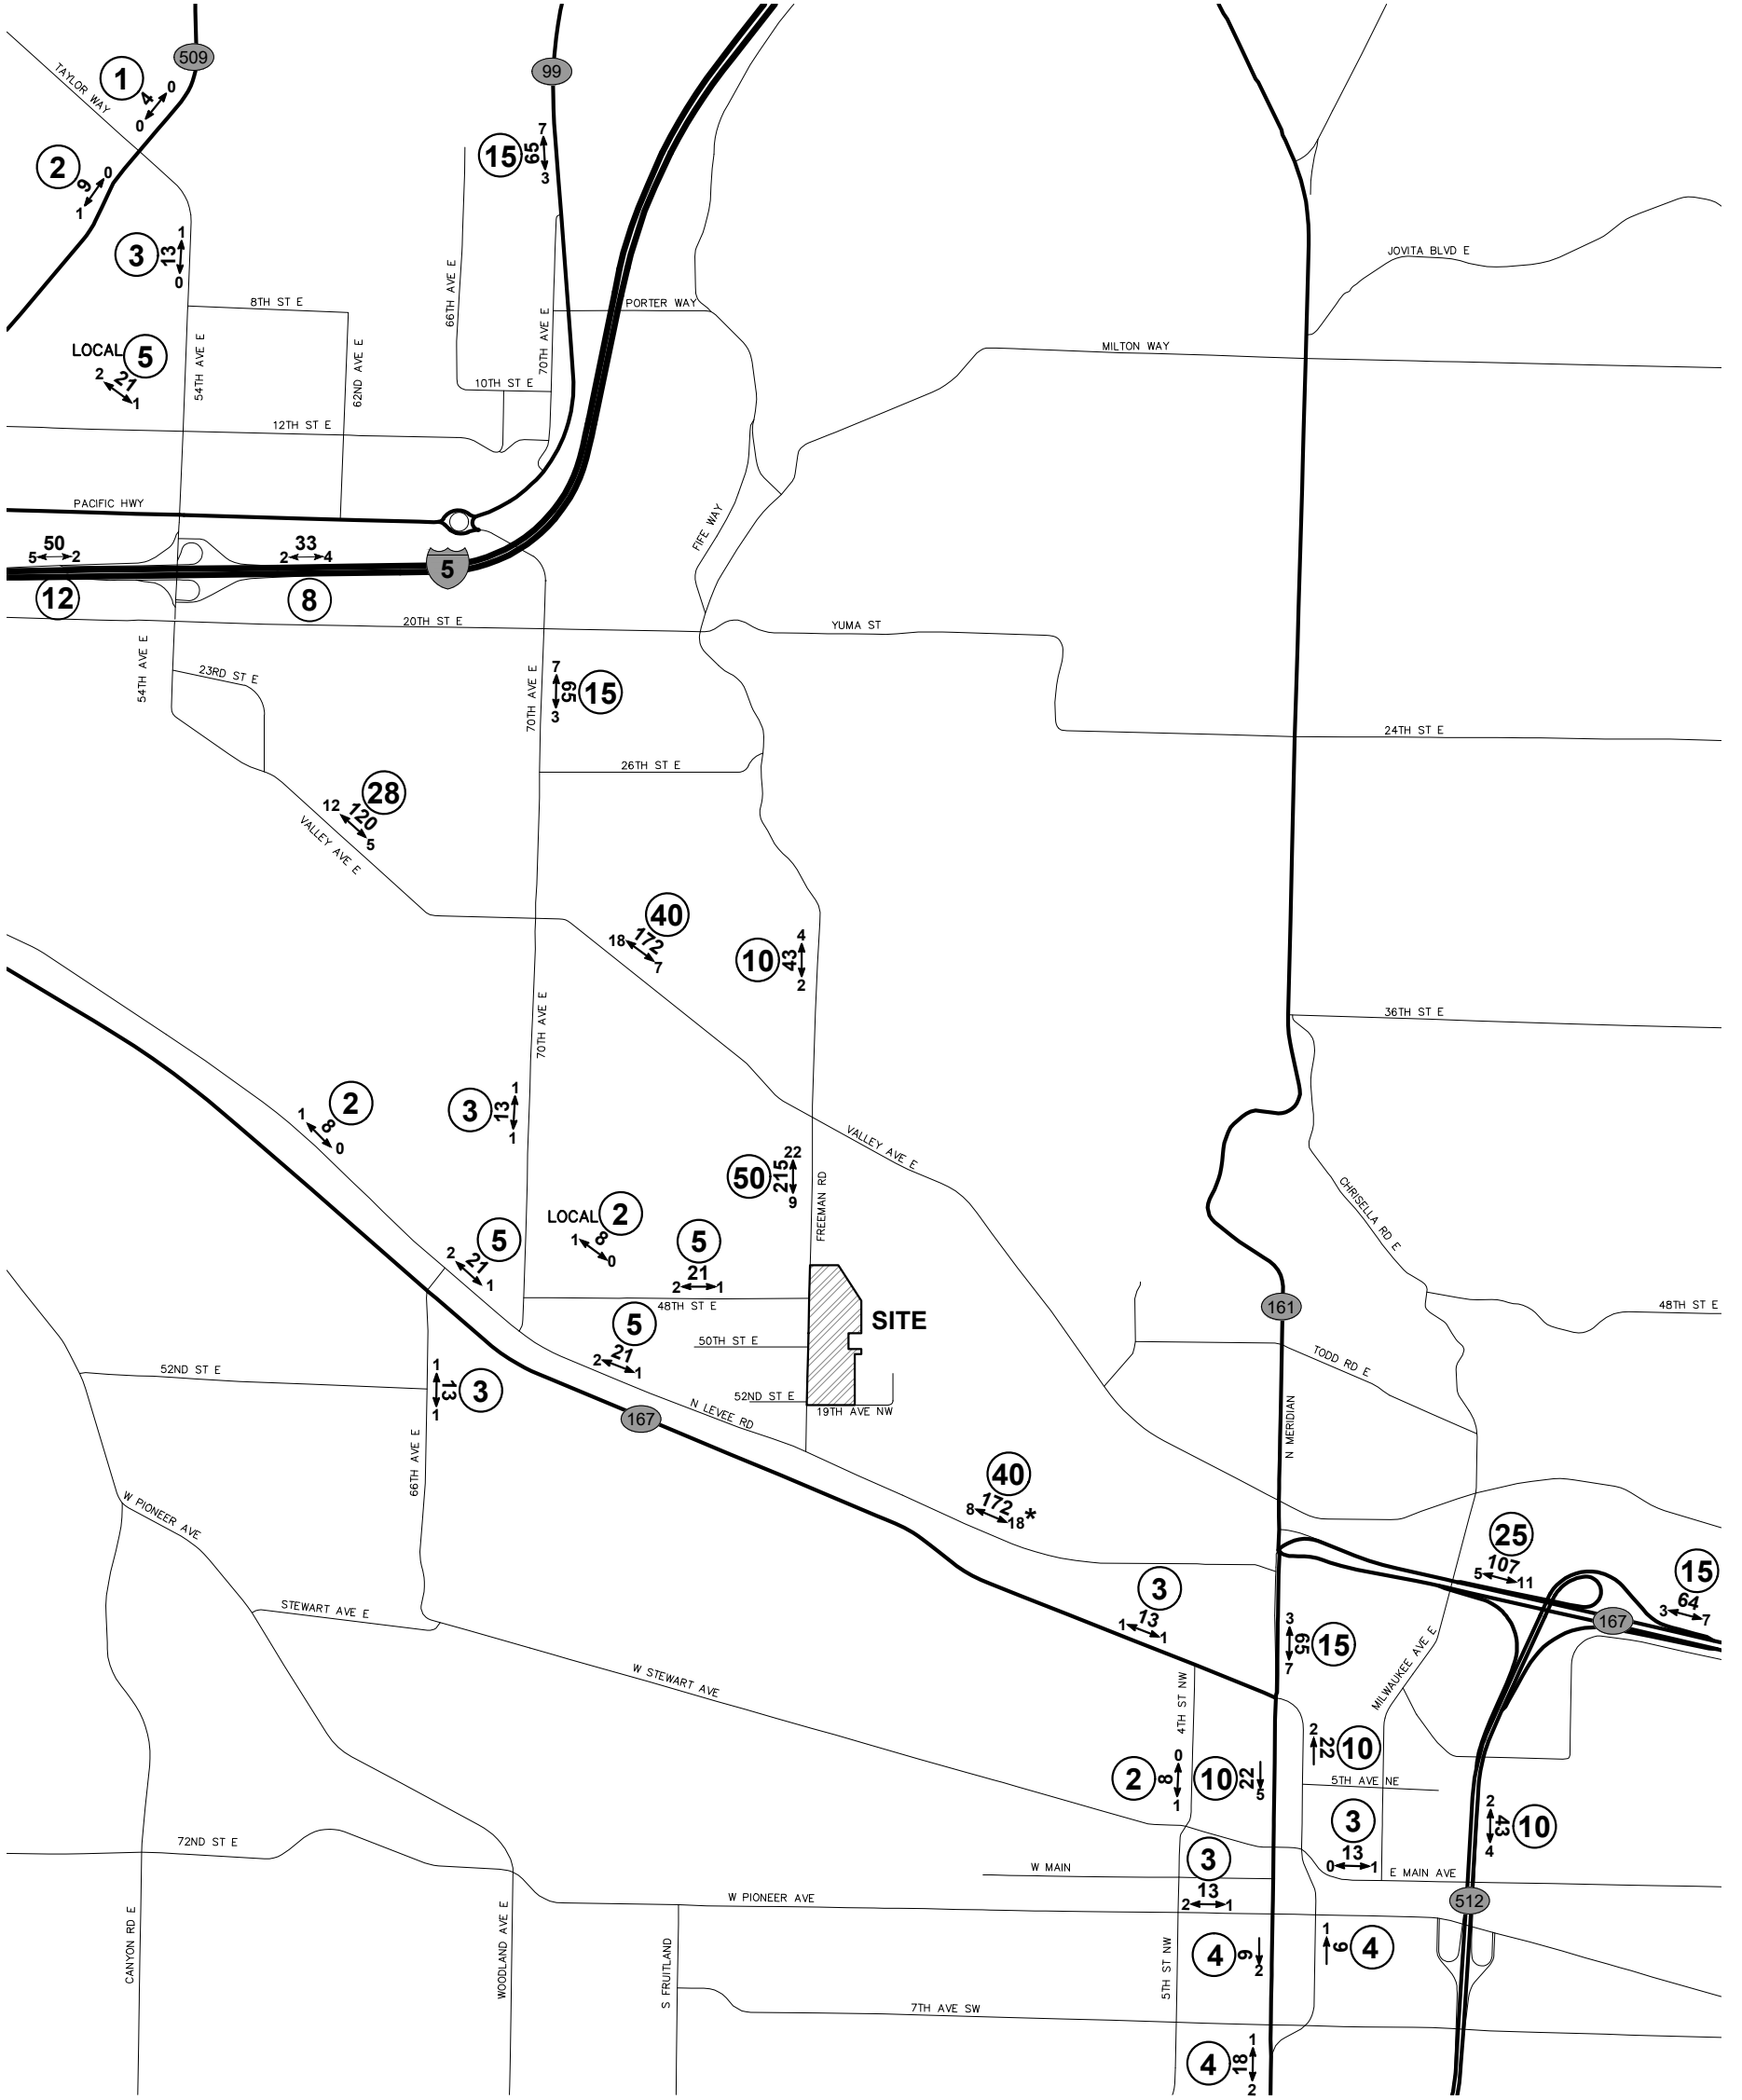 509
99
TAYLOR WAY
1
0
4
0
7
15
65
3
2
0
9
1
1
3
13
0
JOVITA BLVD E
66TH AVE E
8TH ST E
PORTER WAY
70TH AVE E
54TH AVE E
62ND AVE E
MILTON WAY
LOCAL 5
2
21
1
10TH ST E
12TH ST E
PACIFIC HWY
FIFE WAY
50
5 2
33
2 4
5
12
8
20TH ST E
YUMA ST
54TH AVE E
23RD ST E
7
65
15
3
70TH AVE E
24TH ST E
26TH ST E
28
12
120
5
VALLEY AVE E
40
18
172
7
4
10
43
2
70TH AVE E
36TH ST E
2
1
8
0
1
3
13
1
VALLEY AVE E
22
50
215
9
FREEMAN RD
CHRISELLA RD E
LOCAL 2
1
8
0
5
2
21
1
5
21
2 1
48TH ST E
161
48TH ST E
SITE
5
2
21
1
50TH ST E
TODD RD E
52ND ST E
1
13
3
1
52ND ST E
19TH AVE NW
N LEVEE RD
167
N MERIDIAN
66TH AVE E
40
8
172
18*
W PIONEER AVE
25
5
107
11
15
3
64
7
167
3
1
13
1
STEWART AVE E
3
65
15
7
MILWAUKEE AVE E
W STEWART AVE
4TH ST NW
2
22
10
0
2
8
1
10
22
5
5TH AVE NE
2
43
10
4
3
13
0 1
72ND ST E
3
W MAIN
E MAIN AVE
13
2 1
W PIONEER AVE
512
CANYON RD E
WOODLAND AVE E
S FRUITLAND
5TH ST NW
4
9
2
1
9
4
7TH AVE SW
1
4
18
2